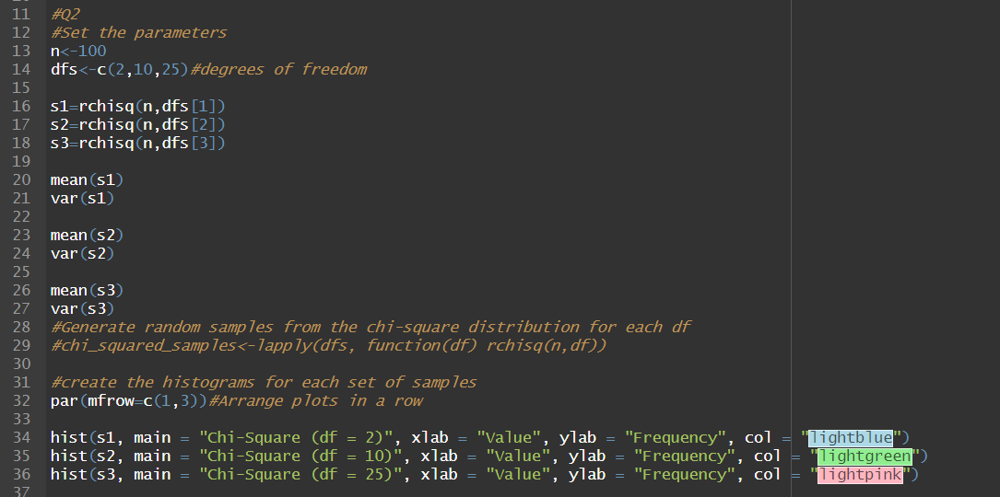 11 #Q2
12 #Set the parameters
13 n<-100
14 dfs<-c(2,10,25)#degrees of freedom
15
16 s1=rchisq(n,dfs[1])
17 s2=rchisq(n,dfs[2])
18 s3=rchisq(n,dfs[3])
19
20 mean(s1)
21 var(s1)
22
23 mean(s2)
24 var(s2)
25
26 mean(s3)
27 var(s3)
28 #Generate random samples from the chi-square distribution for each df
29 #chi_squared_samples<-lapply(dfs, function(df) rchisq(n,df))
30
31 #create the histograms for each set of samples
32 par(mfrow=c(1,3))#Arrange plots in a row
33
34 hist(s1, main = "Chi-Square (df = 2)", xlab = "Value", ylab = "Frequency", col = "lightblue")
35 hist(s2, main = "Chi-Square (df = 10)", xlab = "Value", ylab = "Frequency", col = "lightgreen")
36 hist(s3, main = "Chi-Square (df = 25)", xlab = "Value", ylab = "Frequency", col = "lightpink")
37